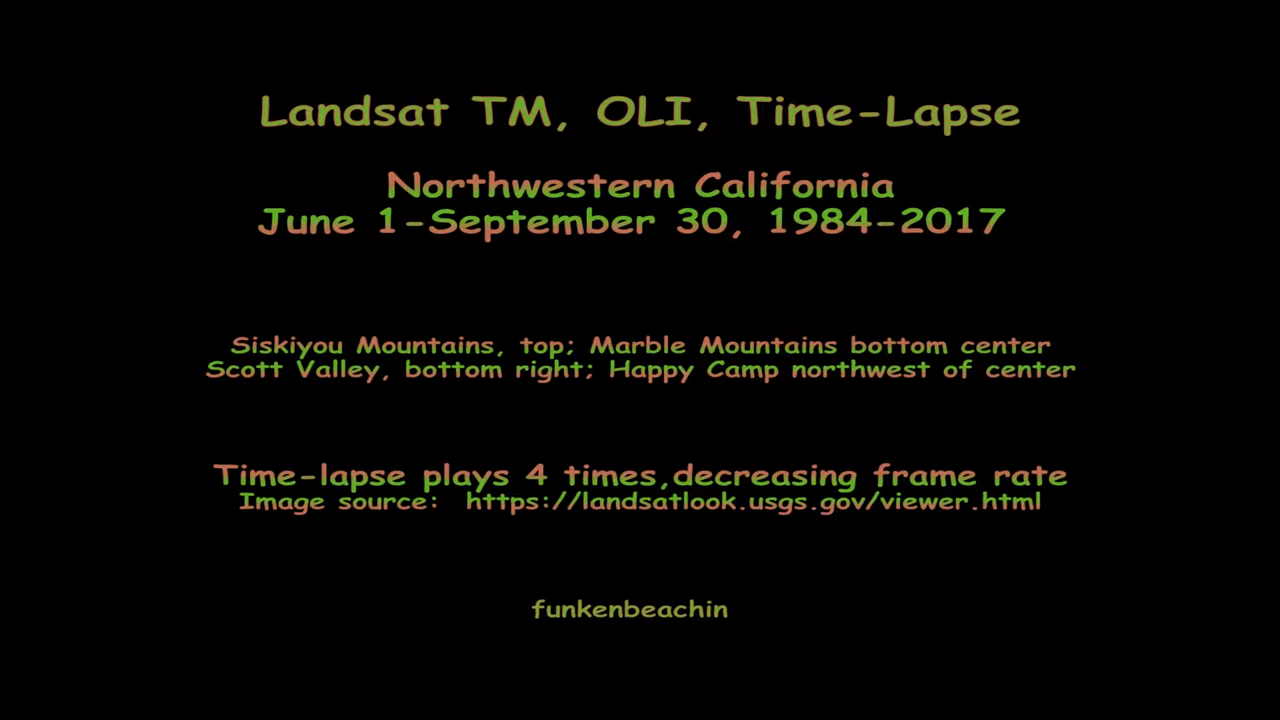 Landsat TM, OLI, Time-Lapse
Northwestern California
June 1-September 30, 1984-2017
Siskiyou Mountains, top; Marble Mountains bottom center
Scott Valley, bottom right; Happy Camp northwest of center
Time-lapse plays 4 times,decreasing frame rate
Image source:  https://landsatlook.usgs.gov/viewer.html
funkenbeachin